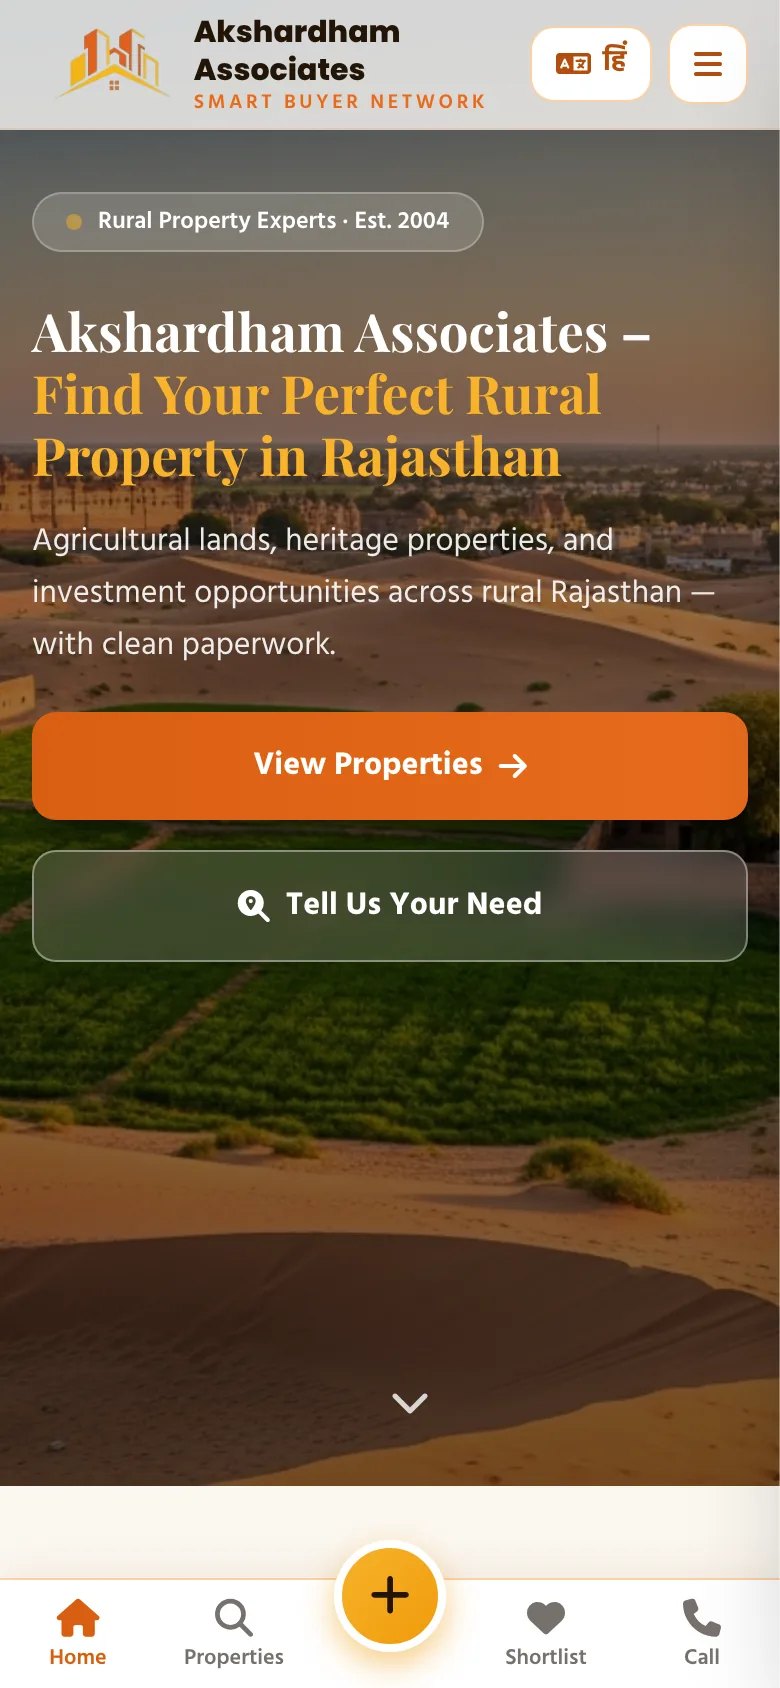 Akshardham
Associates
SMART BUYER NETWORK
A文 हिं
Rural Property Experts · Est. 2004
Akshardham Associates –
Find Your Perfect Rural
Property in Rajasthan
Agricultural lands, heritage properties, and
investment opportunities across rural Rajasthan —
with clean paperwork.
View Properties →
Tell Us Your Need
Home
Properties
Shortlist
Call